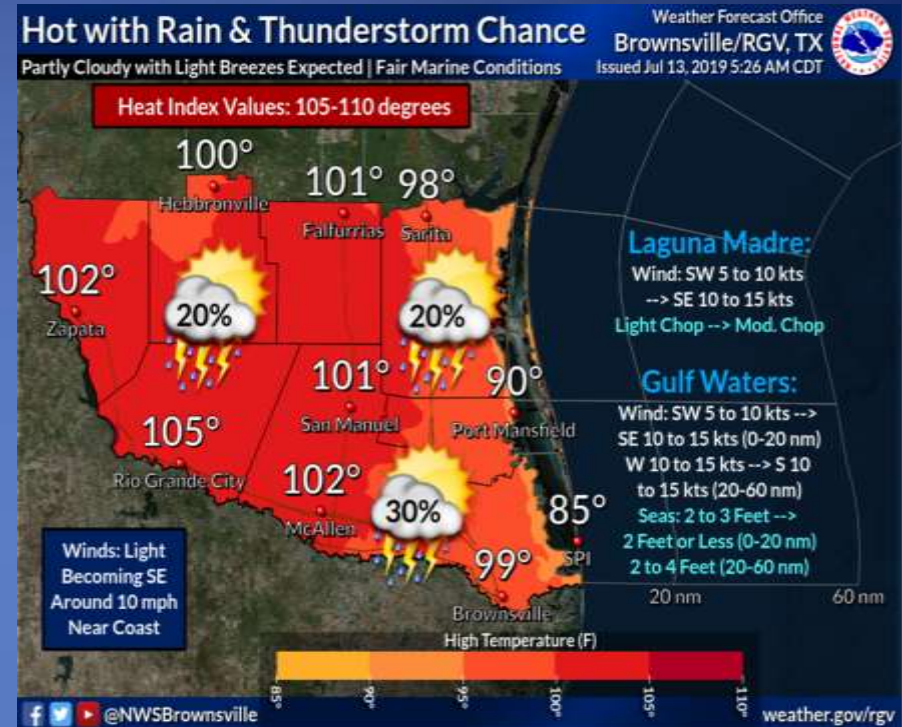 Hot with Rain & Thunderstorm Chance
Weather Forecast Office
Brownsville/RGV, TX
Issued Jul 13, 2019 5:26 AM CDT
Partly Cloudy with Light Breezes Expected | Fair Marine Conditions
Heat Index Values: 105-110 degrees
100°
Hebbronville
101°
Falfurrias
98°
Sarita
102°
Zapata
20%
20%
101°
San Manuel
90°
Port Mansfield
105°
Rio Grande City
102°
McAllen
30%
85°
SPI
99°
Brownsville
Laguna Madre:
Wind: SW 5 to 10 kts
--> SE 10 to 15 kts
Light Chop --> Mod. Chop
Gulf Waters:
Wind: SW 5 to 10 kts -->
SE 10 to 15 kts (0-20 nm)
W 10 to 15 kts --> S 10
to 15 kts (20-60 nm)
Seas: 2 to 3 Feet -->
2 Feet or Less (0-20 nm)
2 to 4 Feet (20-60 nm)
20 nm
60 nm
Winds: Light
Becoming SE
Around 10 mph
Near Coast
High Temperature (F)
85° 90° 95° 100° 105° 110°
@NWSBrownsville
weather.gov/rgv